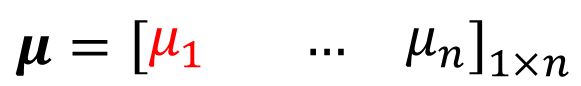 𝝁 = [μ₁ … μₙ]₁×ₙ